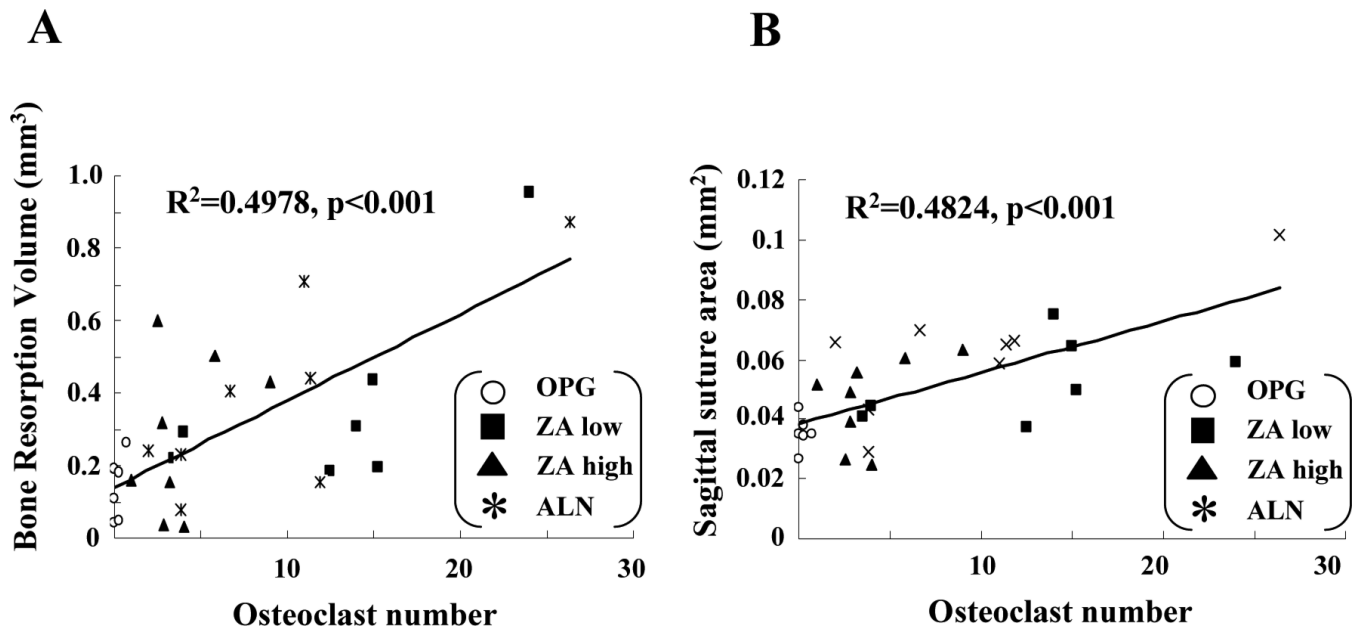 A
Bone Resorption Volume (mm³)
1.0
0.8
0.6
0.4
0.2
0
R²=0.4978, p<0.001
OPG
ZA low
ZA high
ALN
10
20
30
Osteoclast number
B
Sagittal suture area (mm²)
0.12
0.1
0.08
0.06
0.04
0.02
0
R²=0.4824, p<0.001
OPG
ZA low
ZA high
ALN
10
20
30
Osteoclast number